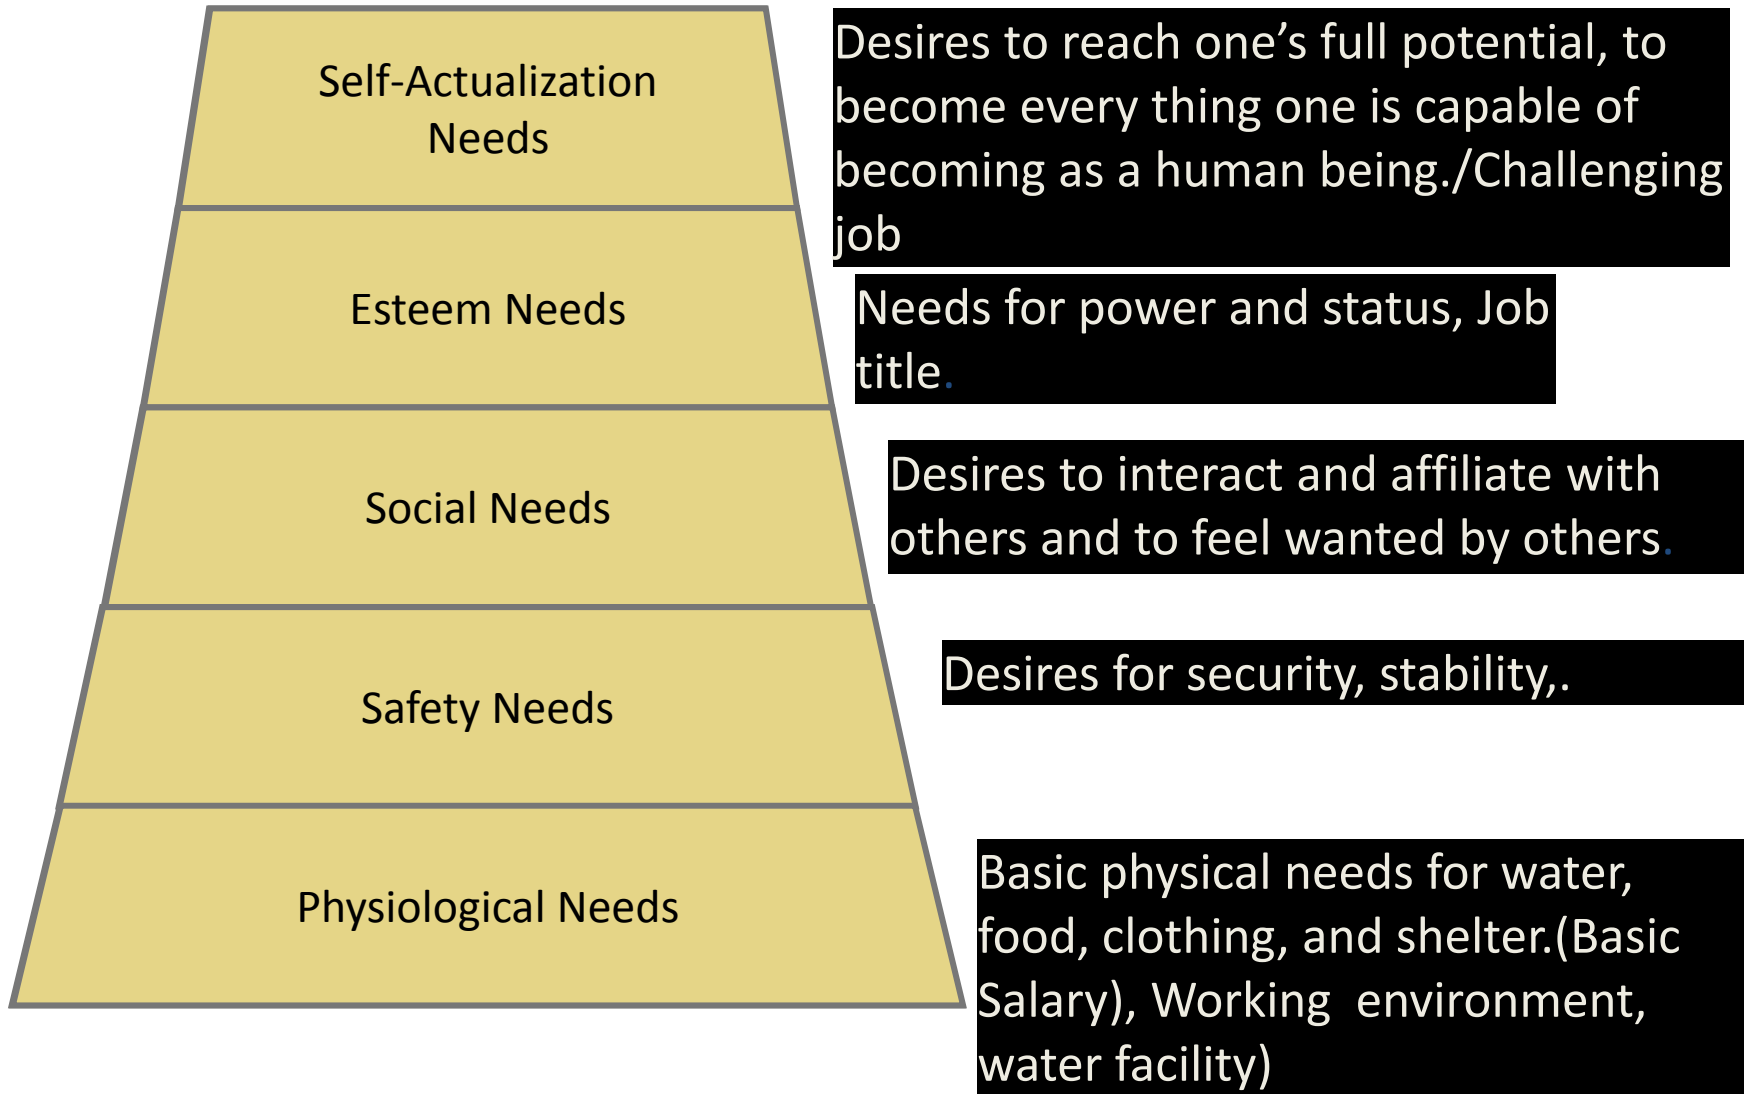 Self-Actualization
Needs
Desires to reach one’s full potential, to
become every thing one is capable of
becoming as a human being./Challenging
job
Esteem Needs
Needs for power and status, Job
title.
Social Needs
Desires to interact and affiliate with
others and to feel wanted by others.
Safety Needs
Desires for security, stability,.
Physiological Needs
Basic physical needs for water,
food, clothing, and shelter.(Basic
Salary), Working  environment,
water facility)